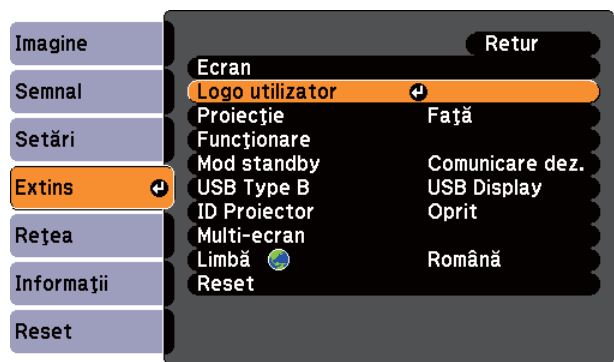 Imagine
Semnal
Setări
Extins
Reţea
Informaţii
Reset
Retur
Ecran
Logo utilizator
Proiecţie Faţă
Funcţionare
Mod standby Comunicare dez.
USB Type B USB Display
ID Proiector Oprit
Multi-ecran
Limbă Română
Reset